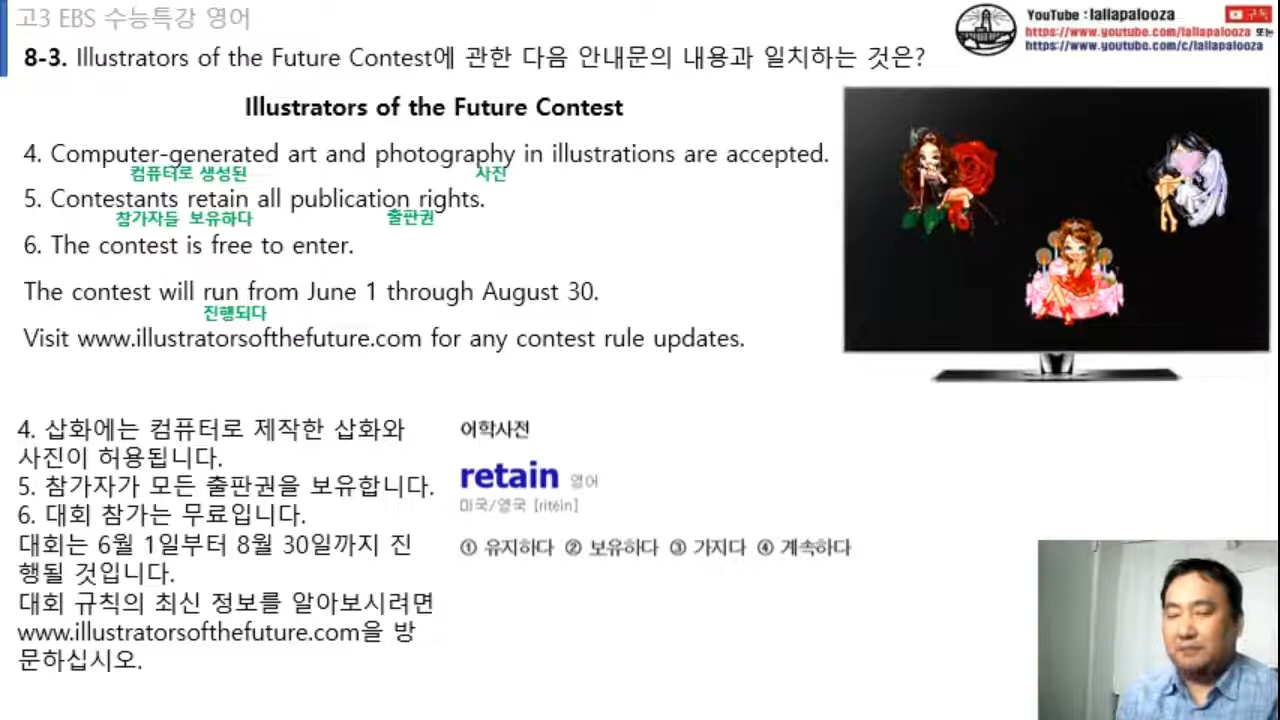 고3 EBS 수능특강 영어
YouTube : lallapalooza
구독
https://www.youtube.com/lallapalooza 또는
https://www.youtube.com/c/lallapalooza
8-3. Illustrators of the Future Contest에 관한 다음 안내문의 내용과 일치하는 것은?
Illustrators of the Future Contest
4. Computer-generated art and photography in illustrations are accepted.
컴퓨터로 생성된 사진
5. Contestants retain all publication rights.
참가자들 보유하다 출판권
6. The contest is free to enter.
The contest will run from June 1 through August 30.
진행되다
Visit www.illustratorsofthefuture.com for any contest rule updates.
4. 삽화에는 컴퓨터로 제작한 삽화와
사진이 허용됩니다.
5. 참가자가 모든 출판권을 보유합니다.
6. 대회 참가는 무료입니다.
대회는 6월 1일부터 8월 30일까지 진
행될 것입니다.
대회 규칙의 최신 정보를 알아보시려면
www.illustratorsofthefuture.com을 방
문하십시오.
어학사전
retain 영어
미국/영국 [ritéin]
① 유지하다 ② 보유하다 ③ 가지다 ④ 계속하다